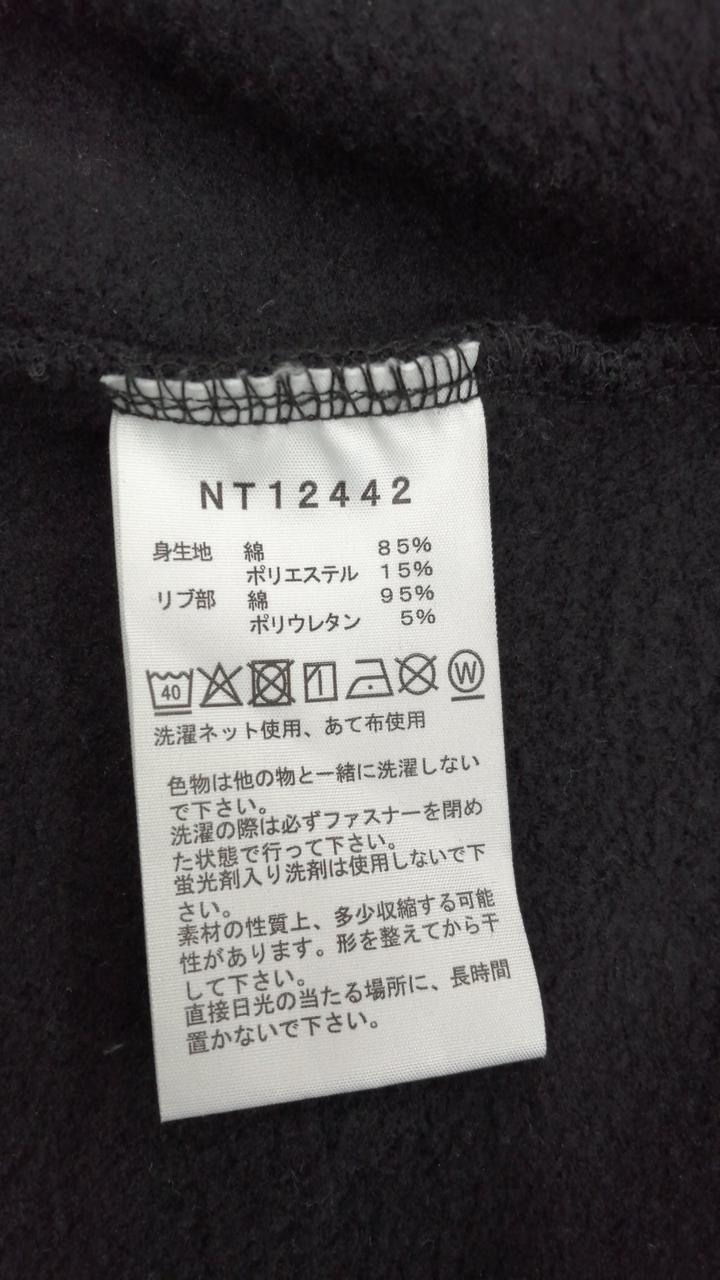 NT12442
身生地 綿 85%
ポリエステル 15%
リブ部 綿 95%
ポリウレタン 5%
40 W
洗濯ネット使用、あて布使用
色物は他の物と一緒に洗濯しない
で下さい。
洗濯の際は必ずファスナーを閉め
た状態で行って下さい。
蛍光剤入り洗剤は使用しないで下
さい。
素材の性質上、多少収縮する可能
性があります。形を整えてから干
して下さい。
直接日光の当たる場所に、長時間
置かないで下さい。